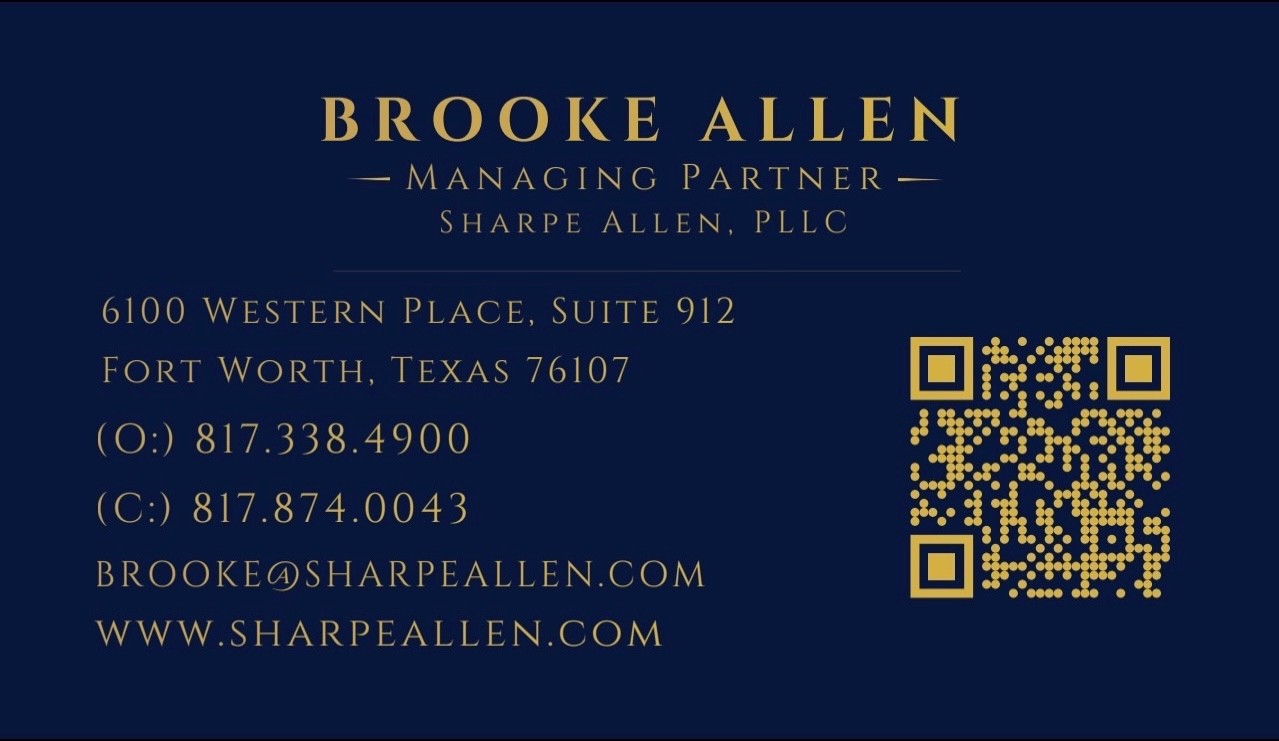 BROOKE ALLEN
MANAGING PARTNER
SHARPE ALLEN, PLLC
6100 WESTERN PLACE, SUITE 912
FORT WORTH, TEXAS 76107
(O:) 817.338.4900
(C:) 817.874.0043
BROOKE@SHARPEALLEN.COM
WWW.SHARPEALLEN.COM